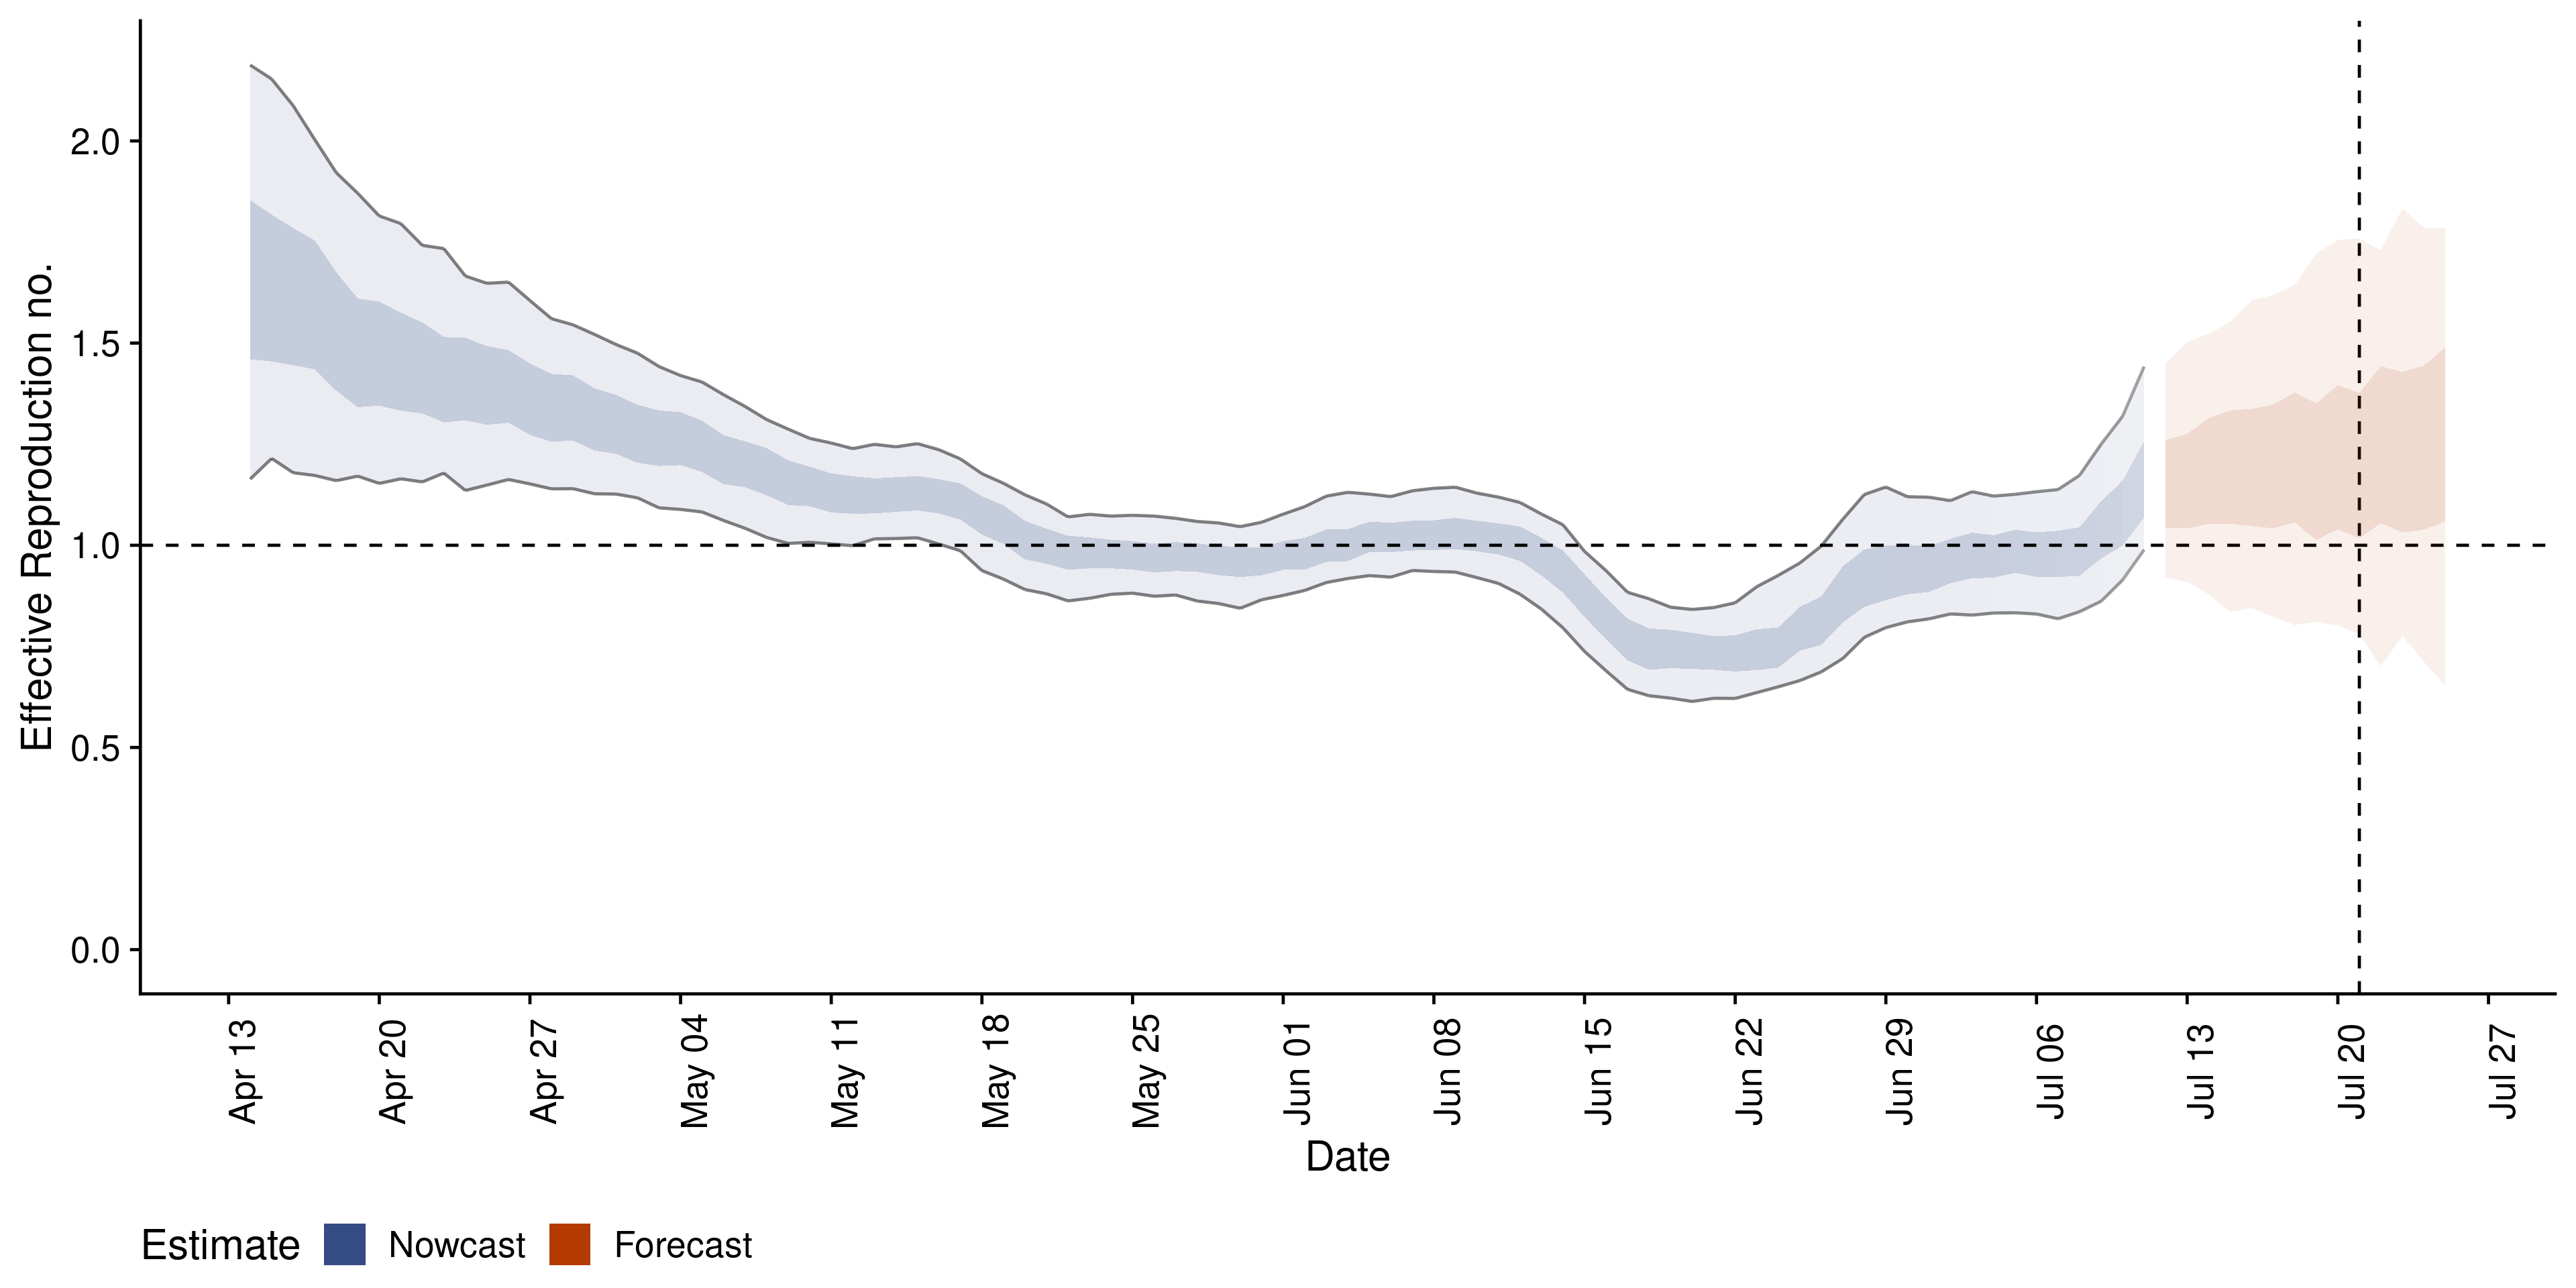 Effective Reproduction no.
2.0
1.5
1.0
0.5
0.0
Apr 13
Apr 20
Apr 27
May 04
May 11
May 18
May 25
Jun 01
Jun 08
Jun 15
Jun 22
Jun 29
Jul 06
Jul 13
Jul 20
Jul 27
Date
Estimate Nowcast Forecast